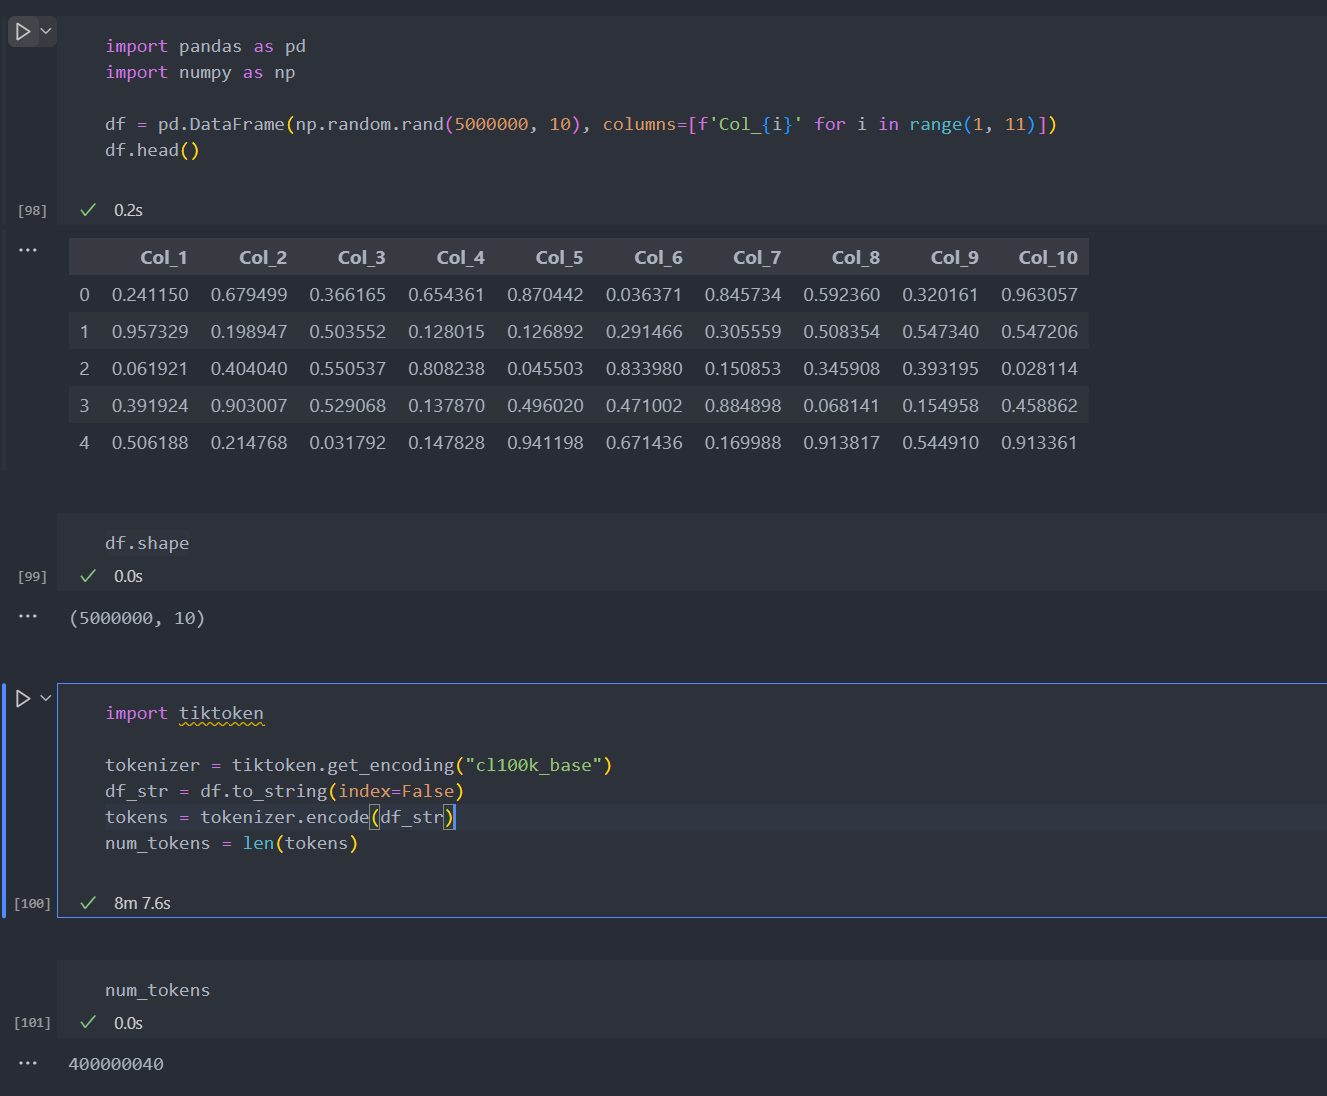 import pandas as pd
import numpy as np
df = pd.DataFrame(np.random.rand(5000000, 10), columns=[f'Col_{i}' for i in range(1, 11)])
df.head()
[98] 0.2s
...
Col_1 Col_2 Col_3 Col_4 Col_5 Col_6 Col_7 Col_8 Col_9 Col_10
0 0.241150 0.679499 0.366165 0.654361 0.870442 0.036371 0.845734 0.592360 0.320161 0.963057
1 0.957329 0.198947 0.503552 0.128015 0.126892 0.291466 0.305559 0.508354 0.547340 0.547206
2 0.061921 0.404040 0.550537 0.808238 0.045503 0.833980 0.150853 0.345908 0.393195 0.028114
3 0.391924 0.903007 0.529068 0.137870 0.496020 0.471002 0.884898 0.068141 0.154958 0.458862
4 0.506188 0.214768 0.031792 0.147828 0.941198 0.671436 0.169988 0.913817 0.544910 0.913361
df.shape
[99] 0.0s
... (5000000, 10)
import tiktoken
tokenizer = tiktoken.get_encoding("cl100k_base")
df_str = df.to_string(index=False)
tokens = tokenizer.encode(df_str)
num_tokens = len(tokens)
[100] 8m 7.6s
num_tokens
[101] 0.0s
... 400000040